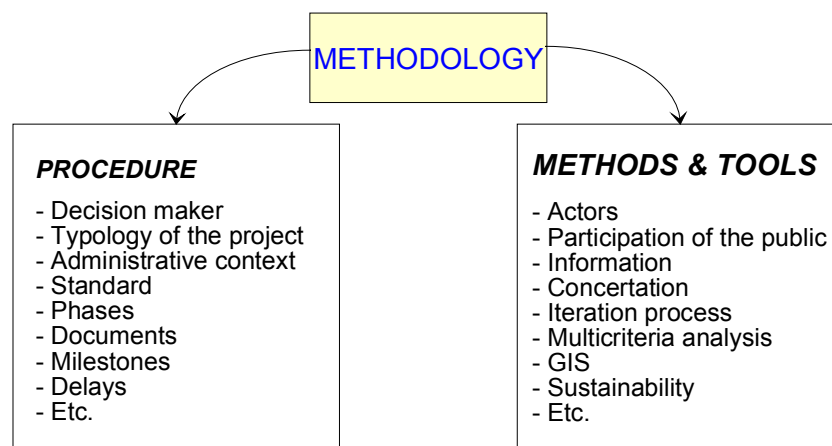 METHODOLOGY
PROCEDURE
- Decision maker
- Typology of the project
- Administrative context
- Standard
- Phases
- Documents
- Milestones
- Delays
- Etc.
METHODS & TOOLS
- Actors
- Participation of the public
- Information
- Concertation
- Iteration process
- Multicriteria analysis
- GIS
- Sustainability
- Etc.